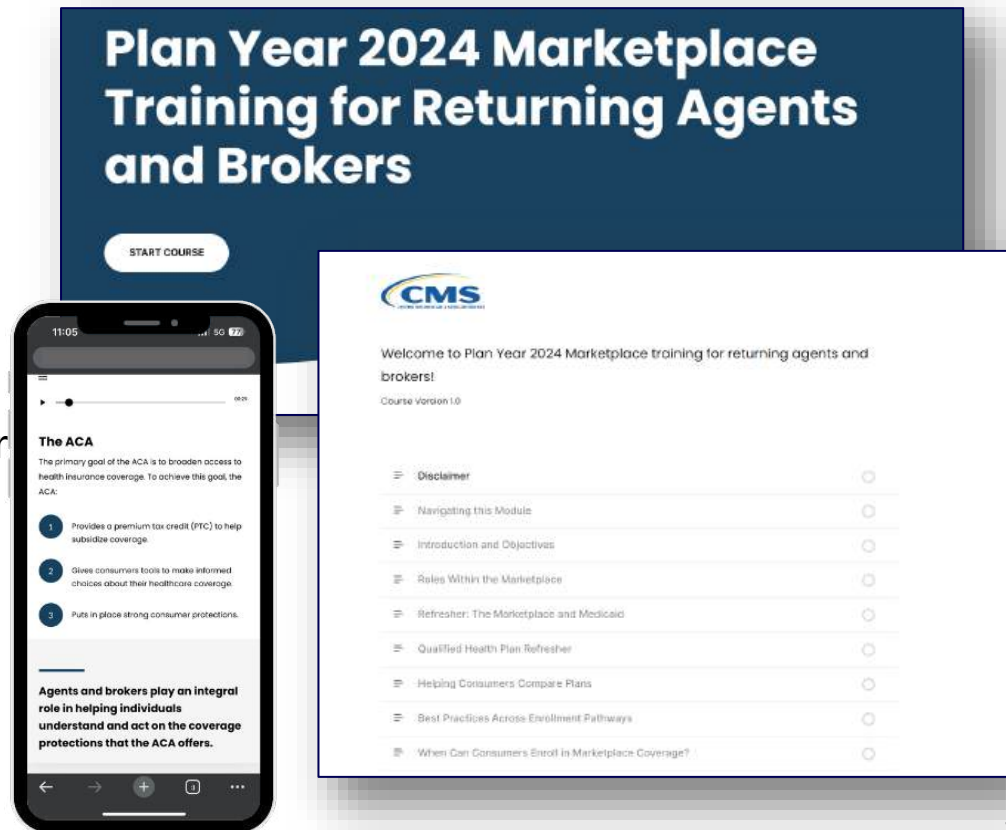 Plan Year 2024 Marketplace
Training for Returning Agents
and Brokers
START COURSE
CMS
Welcome to Plan Year 2024 Marketplace training for returning agents and
brokers!
Course Version 1.0
Disclaimer
Navigating this Module
Introduction and Objectives
Roles Within the Marketplace
Refresher: The Marketplace and Medicaid
Qualified Health Plan Refresher
Helping Consumers Compare Plans
Best Practices Across Enrollment Pathways
When Can Consumers Enroll in Marketplace Coverage?
11:05
5G 77
The ACA
The primary goal of the ACA is to broaden access to
health insurance coverage. To achieve this goal, the
ACA:
1 Provides a premium tax credit (PTC) to help
subsidize coverage.
2 Gives consumers tools to make informed
choices about their healthcare coverage.
3 Puts in place strong consumer protections.
Agents and brokers play an integral
role in helping individuals
understand and act on the coverage
protections that the ACA offers.